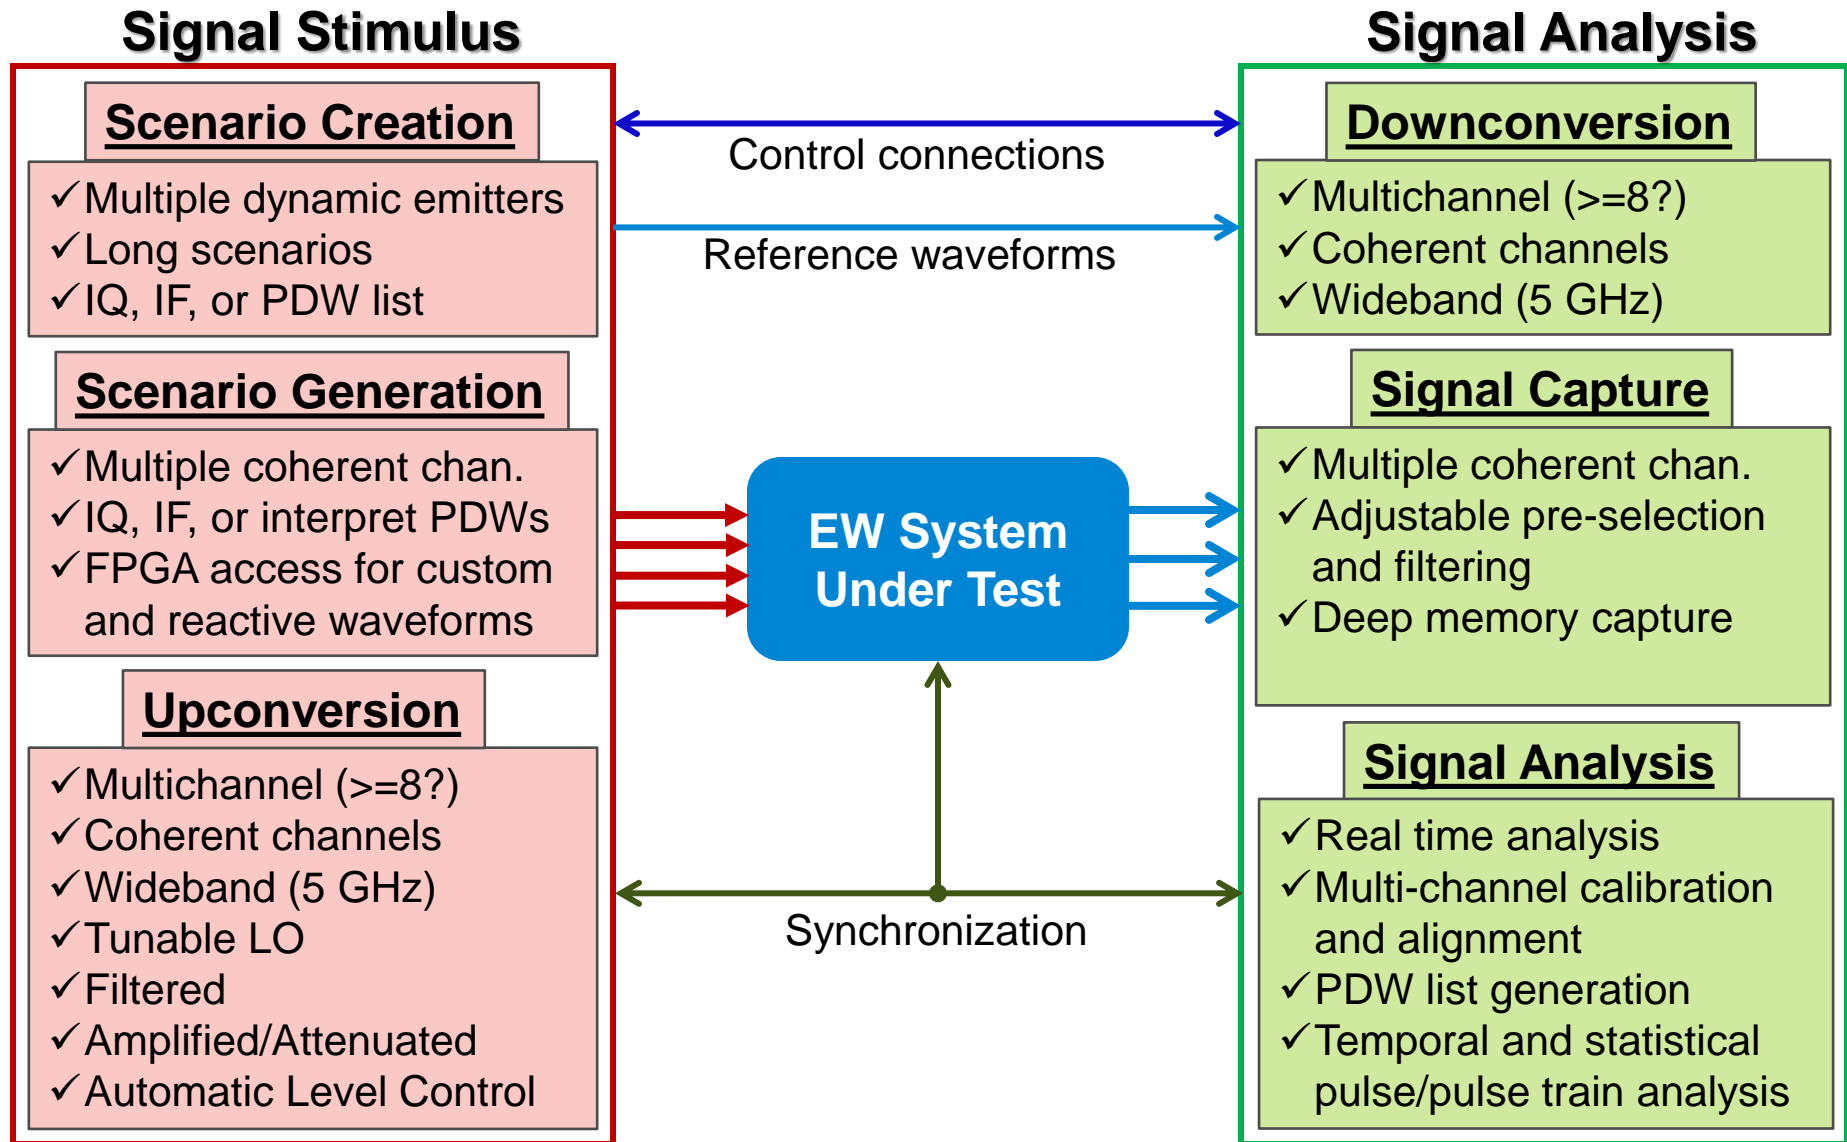 Signal Stimulus
Scenario Creation
✓Multiple dynamic emitters
✓Long scenarios
✓IQ, IF, or PDW list
Scenario Generation
✓Multiple coherent chan.
✓IQ, IF, or interpret PDWs
✓FPGA access for custom
and reactive waveforms
Upconversion
✓Multichannel (>=8?)
✓Coherent channels
✓Wideband (5 GHz)
✓Tunable LO
✓Filtered
✓Amplified/Attenuated
✓Automatic Level Control
Control connections
Reference waveforms
EW System
Under Test
Synchronization
Signal Analysis
Downconversion
✓Multichannel (>=8?)
✓Coherent channels
✓Wideband (5 GHz)
Signal Capture
✓Multiple coherent chan.
✓Adjustable pre-selection
and filtering
✓Deep memory capture
Signal Analysis
✓Real time analysis
✓Multi-channel calibration
and alignment
✓PDW list generation
✓Temporal and statistical
pulse/pulse train analysis